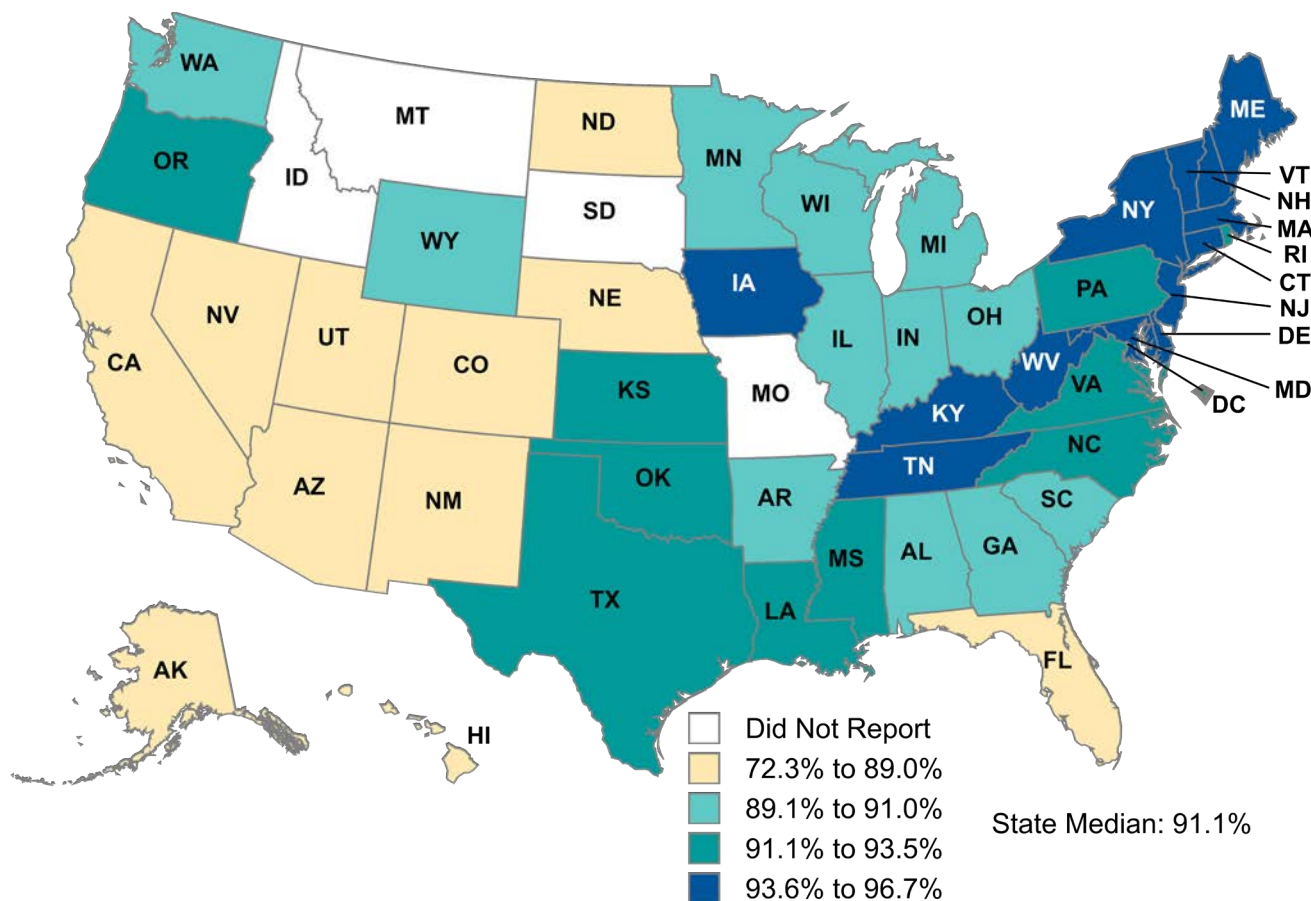 WA
MT
ND
MN
OR
ID
SD
WI
MI
WY
NY
ME
VT
NH
MA
RI
CT
NJ
DE
MD
DC
IA
NE
PA
NV
UT
CO
CA
IL
IN
OH
WV
VA
KS
MO
KY
NC
TN
AZ
NM
OK
AR
SC
MS
AL
GA
TX
LA
FL
AK
HI
Did Not Report
72.3% to 89.0%
89.1% to 91.0%
91.1% to 93.5%
93.6% to 96.7%
State Median: 91.1%